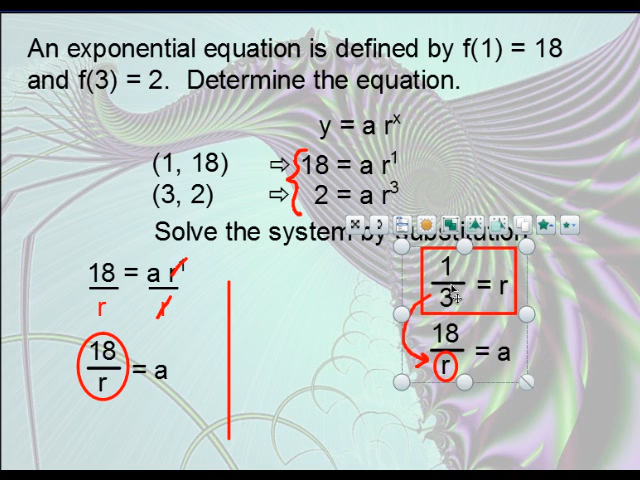 An exponential equation is defined by f(1) = 18
and f(3) = 2. Determine the equation.
y = a r^x
(1, 18) ⇨ 18 = a r^1
(3, 2) ⇨ 2 = a r^3
Solve the system by Substitution
18 = a r^1
r r
18/r = a
1/3 = r
18/r = a